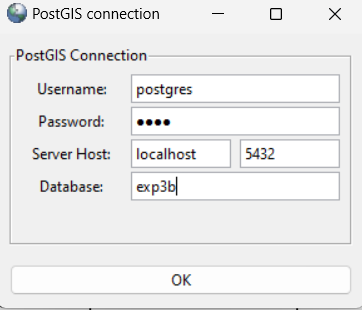 PostGIS connection
PostGIS Connection
Username: postgres
Password: ●●●●
Server Host: localhost 5432
Database: exp3b
OK